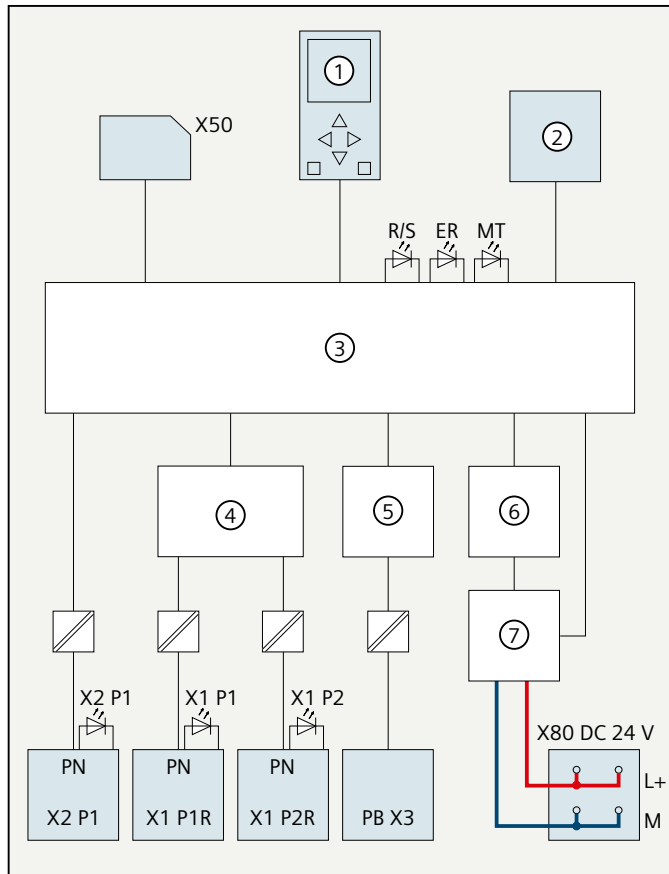 ①
X50
②
R/S ER MT
③
④
⑤
⑥
⑦
X2 P1
X1 P1
X1 P2
X80 DC 24 V
PN
PN
PN
L+
X2 P1
X1 P1R
X1 P2R
PB X3
M